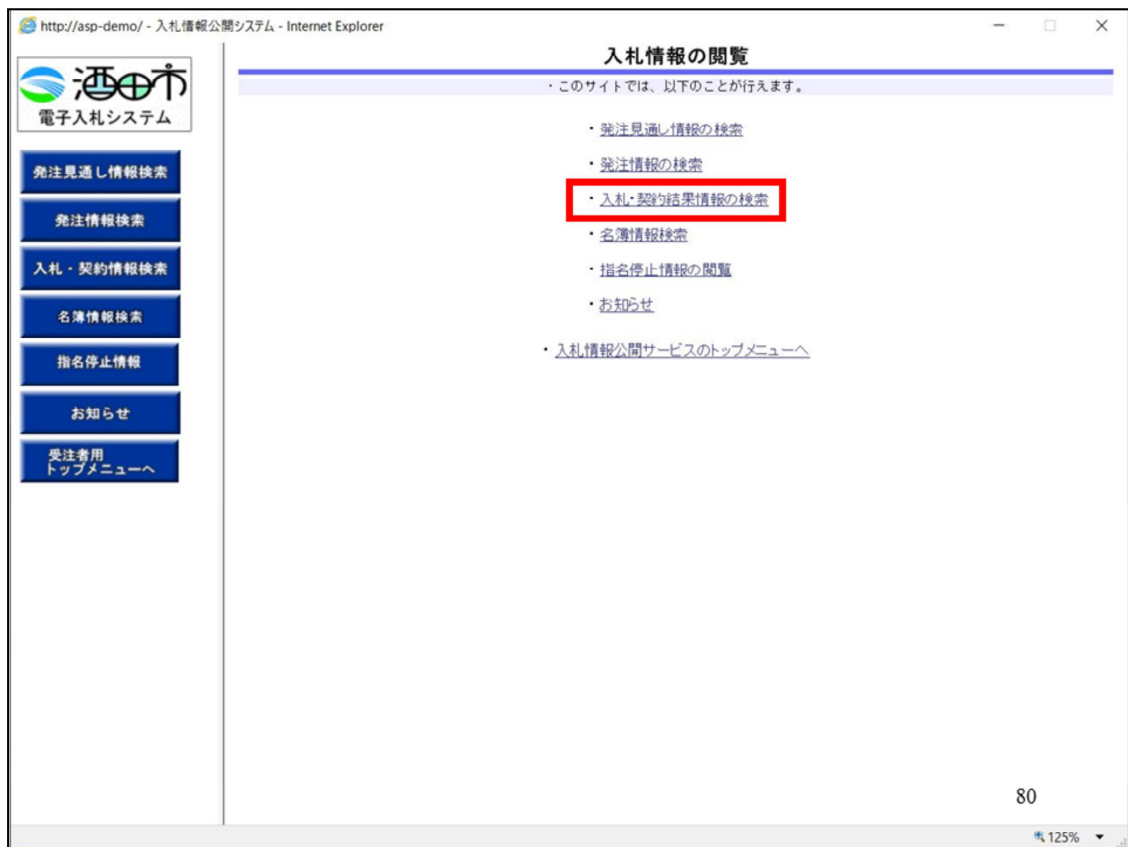 http://asp-demo/ - 入札情報公開システム - Internet Explorer
酒田市
電子入札システム
発注見通し情報検索
発注情報検索
入札・契約情報検索
名簿情報検索
指名停止情報
お知らせ
受注者用
トップメニューへ
入札情報の閲覧
・このサイトでは、以下のことが行えます。
・発注見通し情報の検索
・発注情報の検索
・入札・契約結果情報の検索
・名簿情報検索
・指名停止情報の閲覧
・お知らせ
・入札情報公開サービスのトップメニューへ
80
125%